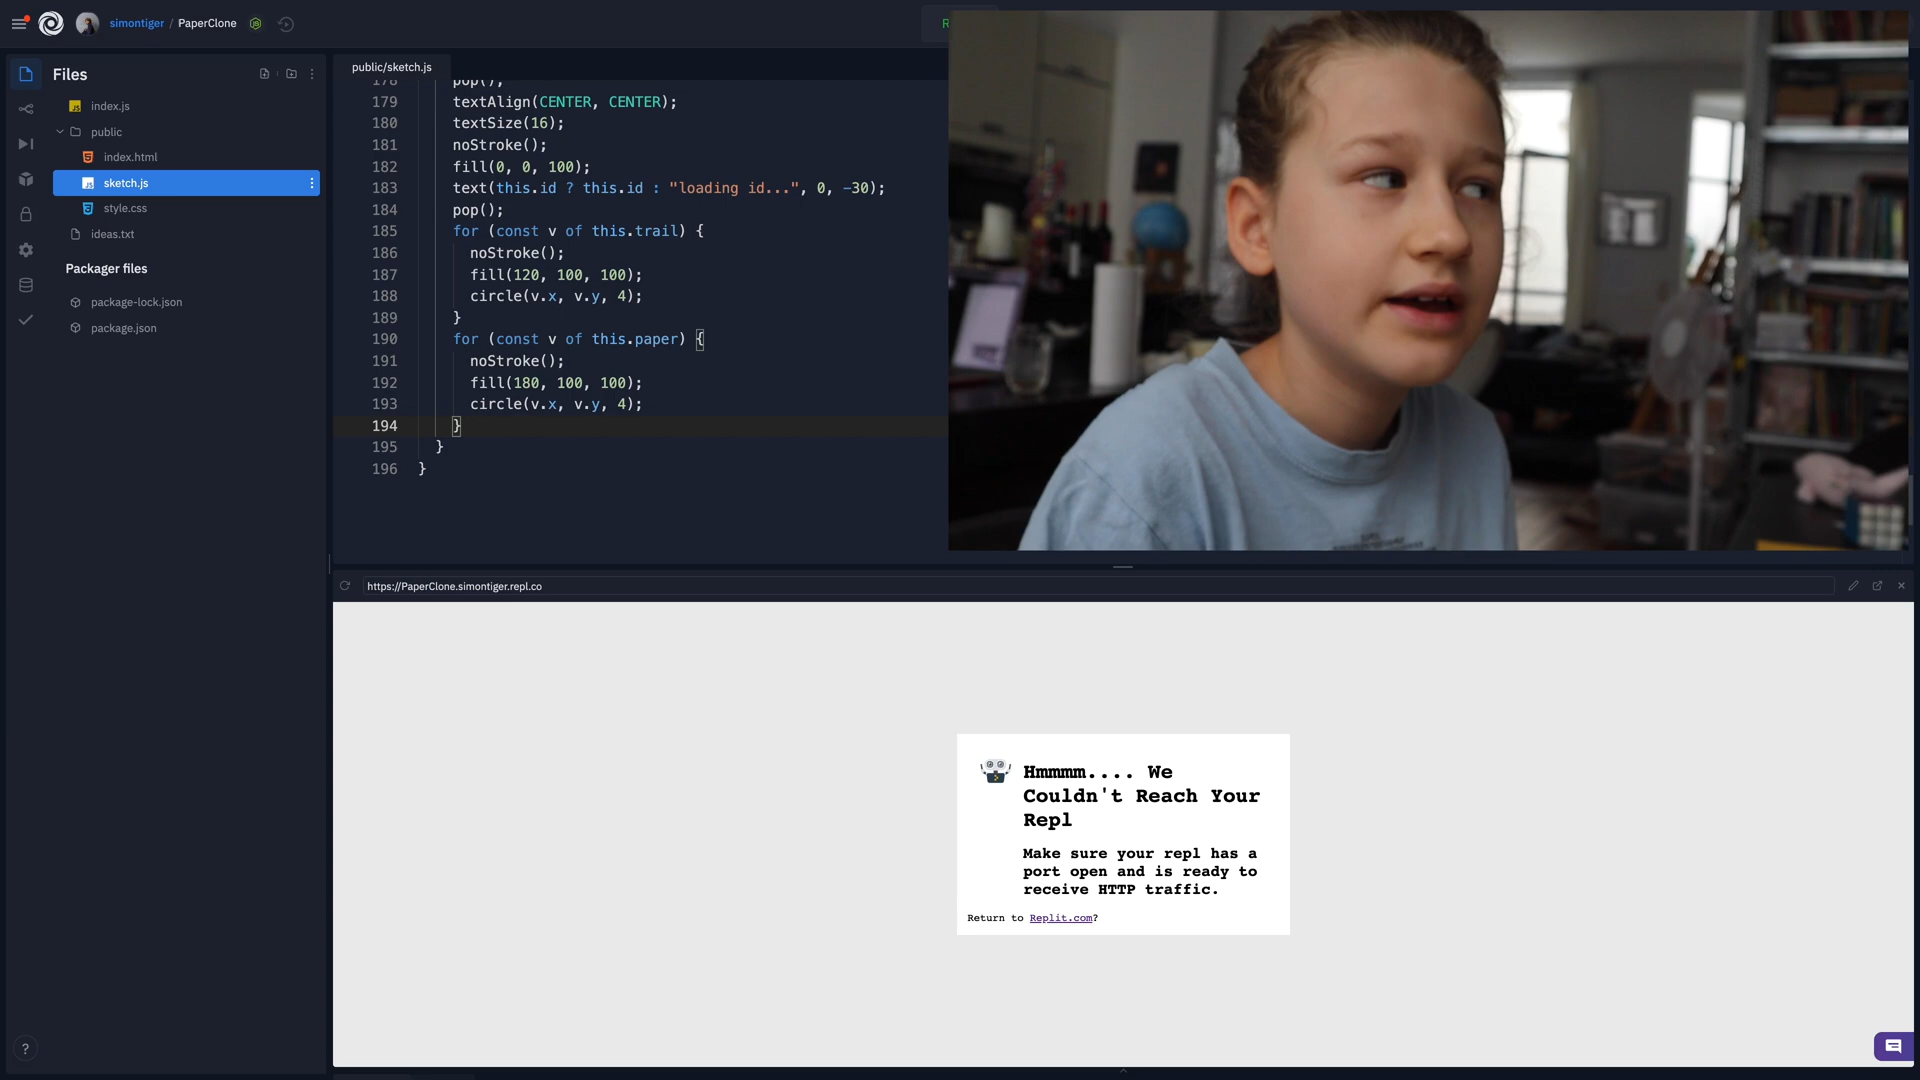 simontiger / PaperClone
R
Files
index.js
public
index.html
sketch.js
style.css
ideas.txt
Packager files
package-lock.json
package.json
public/sketch.js
178 pop();
179 textAlign(CENTER, CENTER);
180 textSize(16);
181 noStroke();
182 fill(0, 0, 100);
183 text(this.id ? this.id : "loading id...", 0, -30);
184 pop();
185 for (const v of this.trail) {
186 noStroke();
187 fill(120, 100, 100);
188 circle(v.x, v.y, 4);
189 }
190 for (const v of this.paper) {
191 noStroke();
192 fill(180, 100, 100);
193 circle(v.x, v.y, 4);
194 }
195 }
196 }
https://PaperClone.simontiger.repl.co
Hmmmm.... We
Couldn't Reach Your
Repl
Make sure your repl has a
port open and is ready to
receive HTTP traffic.
Return to Replit.com?
?